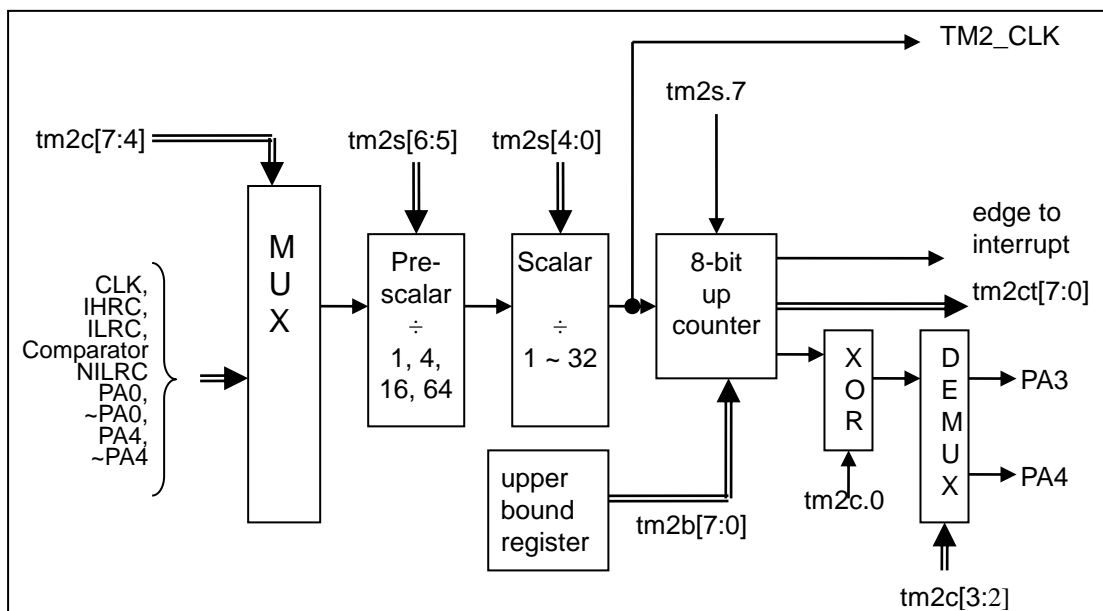 TM2_CLK
tm2s.7
tm2c[7:4]
tm2s[6:5]
tm2s[4:0]
edge to
interrupt
M
U
X
Pre-
scalar
÷
1, 4,
16, 64
Scalar
÷
1 ~ 32
8-bit
up
counter
tm2ct[7:0]
CLK,
IHRC,
ILRC,
Comparator
NILRC
PA0,
~PA0,
PA4,
~PA4
X
O
R
D
E
M
U
X
PA3
PA4
upper
bound
register
tm2b[7:0]
tm2c.0
tm2c[3:2]